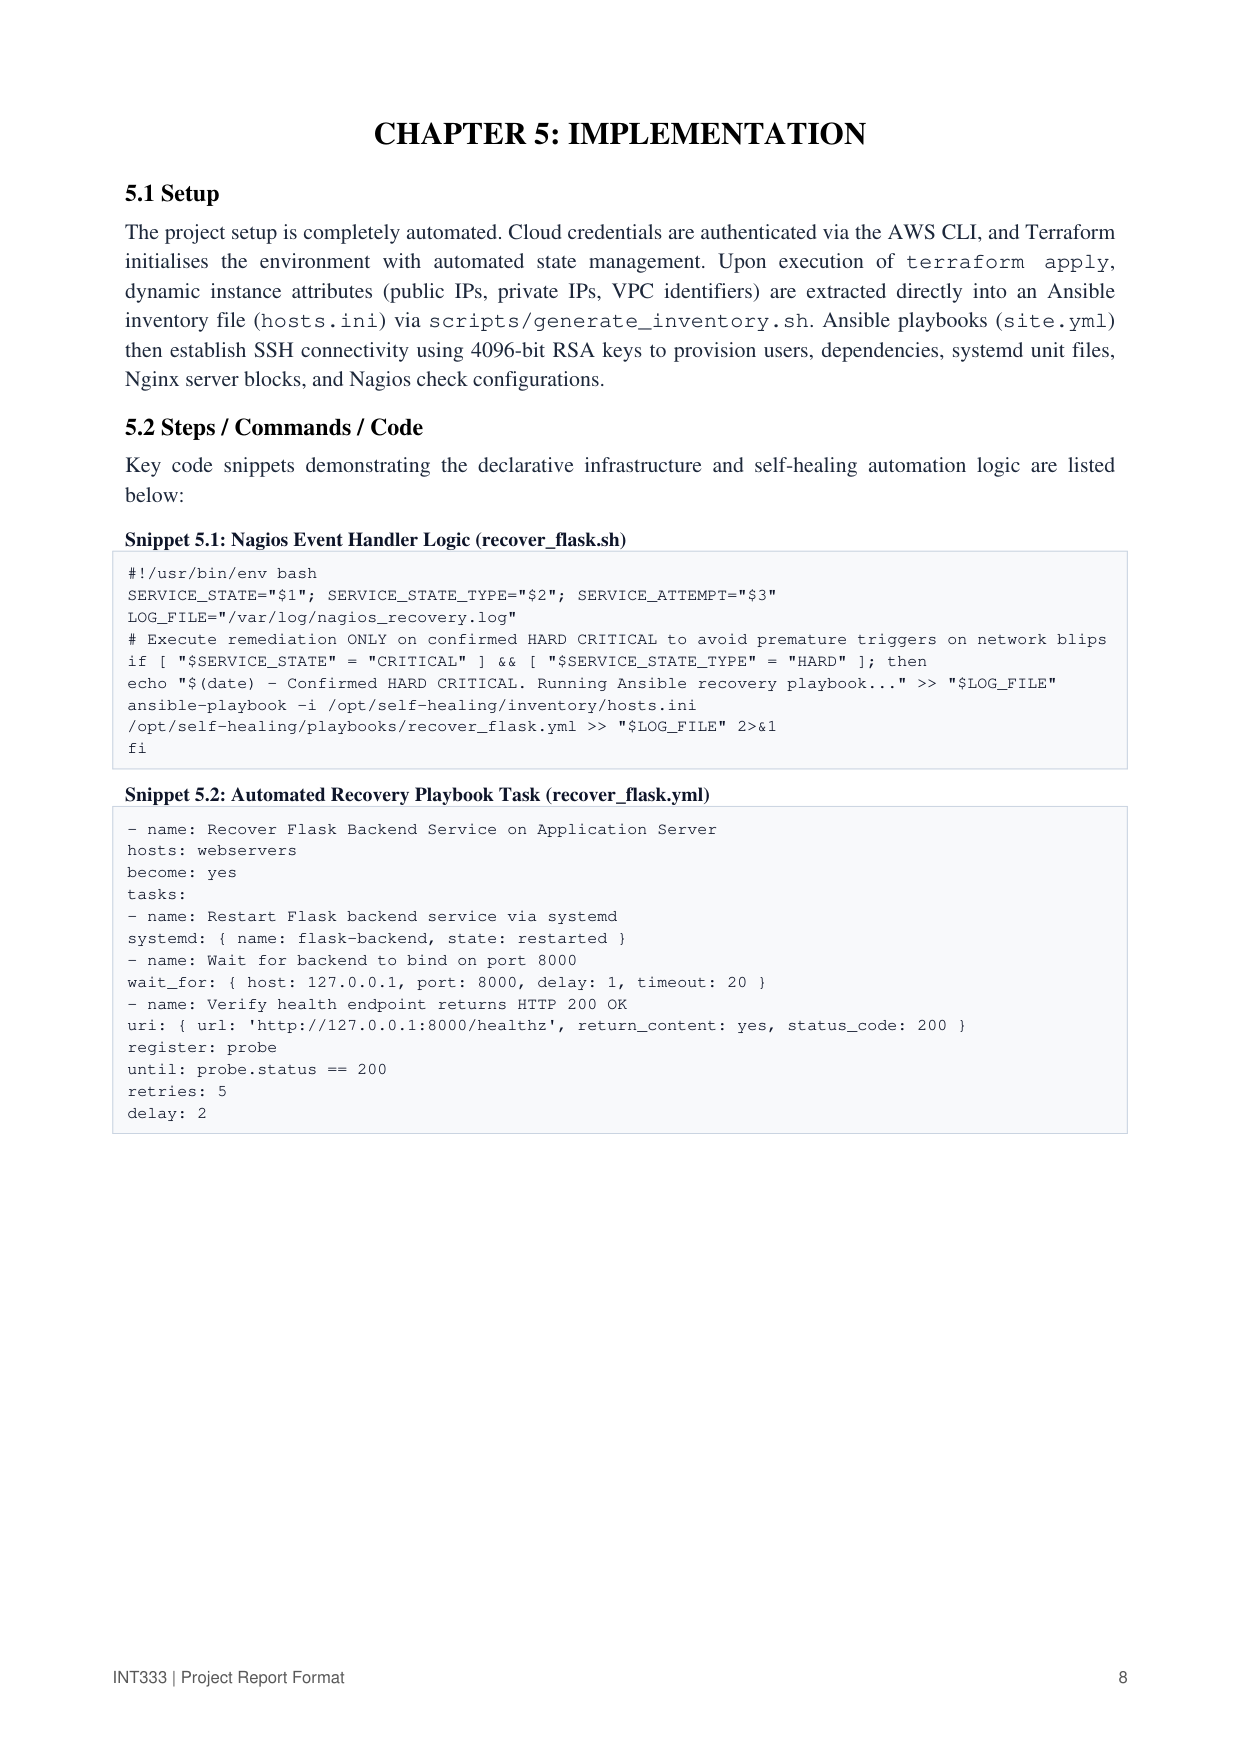 CHAPTER 5: IMPLEMENTATION
5.1 Setup
The project setup is completely automated. Cloud credentials are authenticated via the AWS CLI, and Terraform
initialises the environment with automated state management. Upon execution of terraform apply,
dynamic instance attributes (public IPs, private IPs, VPC identifiers) are extracted directly into an Ansible
inventory file (hosts.ini) via scripts/generate_inventory.sh. Ansible playbooks (site.yml)
then establish SSH connectivity using 4096-bit RSA keys to provision users, dependencies, systemd unit files,
Nginx server blocks, and Nagios check configurations.
5.2 Steps / Commands / Code
Key code snippets demonstrating the declarative infrastructure and self-healing automation logic are listed
below:
Snippet 5.1: Nagios Event Handler Logic (recover_flask.sh)
#!/usr/bin/env bash
SERVICE_STATE="$1"; SERVICE_STATE_TYPE="$2"; SERVICE_ATTEMPT="$3"
LOG_FILE="/var/log/nagios_recovery.log"
# Execute remediation ONLY on confirmed HARD CRITICAL to avoid premature triggers on network blips
if [ "$SERVICE_STATE" = "CRITICAL" ] && [ "$SERVICE_STATE_TYPE" = "HARD" ]; then
echo "$(date) - Confirmed HARD CRITICAL. Running Ansible recovery playbook..." >> "$LOG_FILE"
ansible-playbook -i /opt/self-healing/inventory/hosts.ini
/opt/self-healing/playbooks/recover_flask.yml >> "$LOG_FILE" 2>&1
fi
Snippet 5.2: Automated Recovery Playbook Task (recover_flask.yml)
- name: Recover Flask Backend Service on Application Server
hosts: webservers
become: yes
tasks:
- name: Restart Flask backend service via systemd
systemd: { name: flask-backend, state: restarted }
- name: Wait for backend to bind on port 8000
wait_for: { host: 127.0.0.1, port: 8000, delay: 1, timeout: 20 }
- name: Verify health endpoint returns HTTP 200 OK
uri: { url: 'http://127.0.0.1:8000/healthz', return_content: yes, status_code: 200 }
register: probe
until: probe.status == 200
retries: 5
delay: 2
INT333 | Project Report Format
8